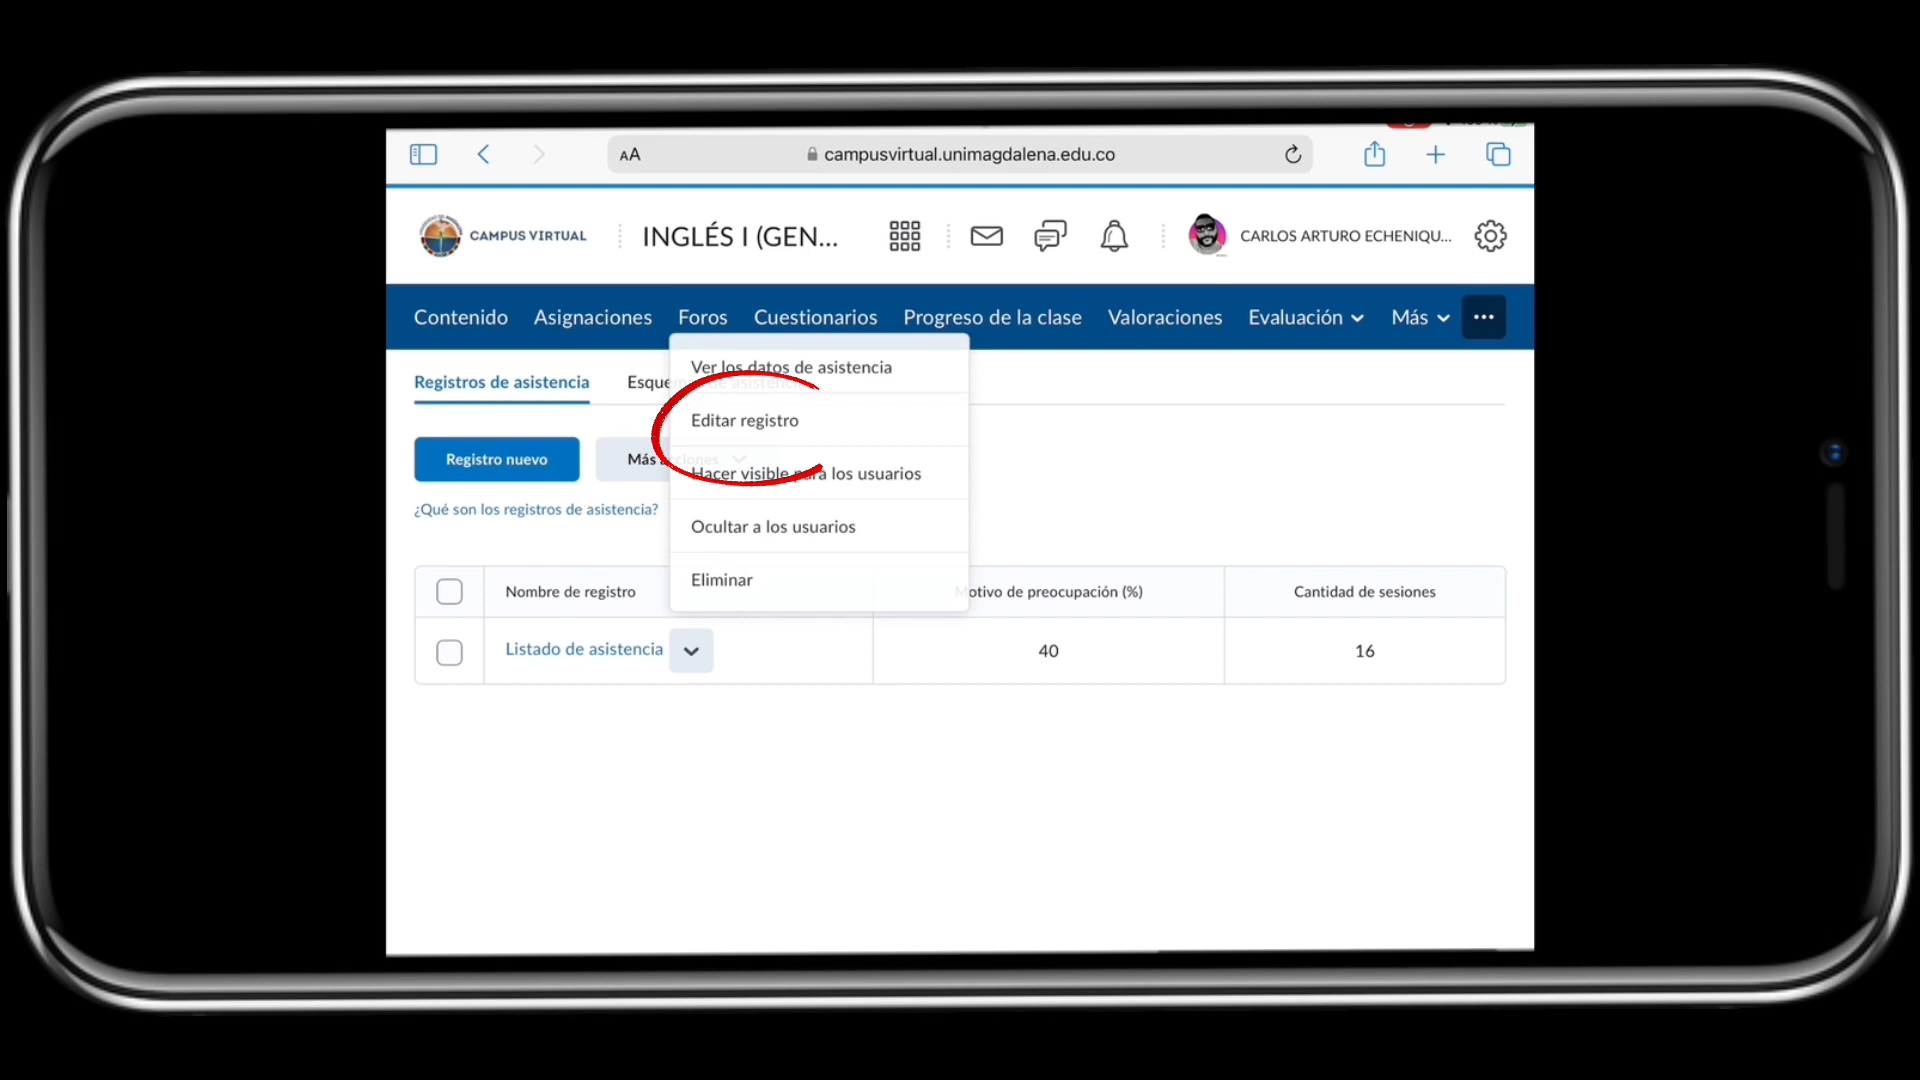 AA
campusvirtual.unimagdalena.edu.co
CAMPUS VIRTUAL
INGLÉS I (GEN...
CARLOS ARTURO ECHENIQU...
Contenido Asignaciones Foros Cuestionarios Progreso de la clase Valoraciones Evaluación Más
Registros de asistencia
Ver los datos de asistencia
Editar registro
Hacer visible para los usuarios
Ocultar a los usuarios
Eliminar
Registro nuevo
Más acciones
¿Qué son los registros de asistencia?
Nombre de registro
Motivo de preocupación (%)
Cantidad de sesiones
Listado de asistencia
40
16